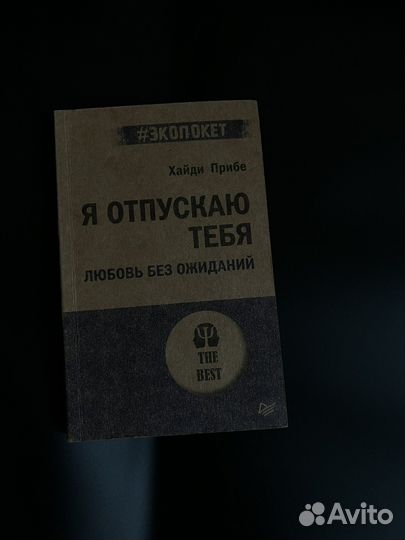 #ЭКОПОКЕТ
Хайди Прибе
Я ОТПУСКАЮ
ТЕБЯ
ЛЮБОВЬ БЕЗ ОЖИДАНИЙ
Ψ
THE
BEST
Avito